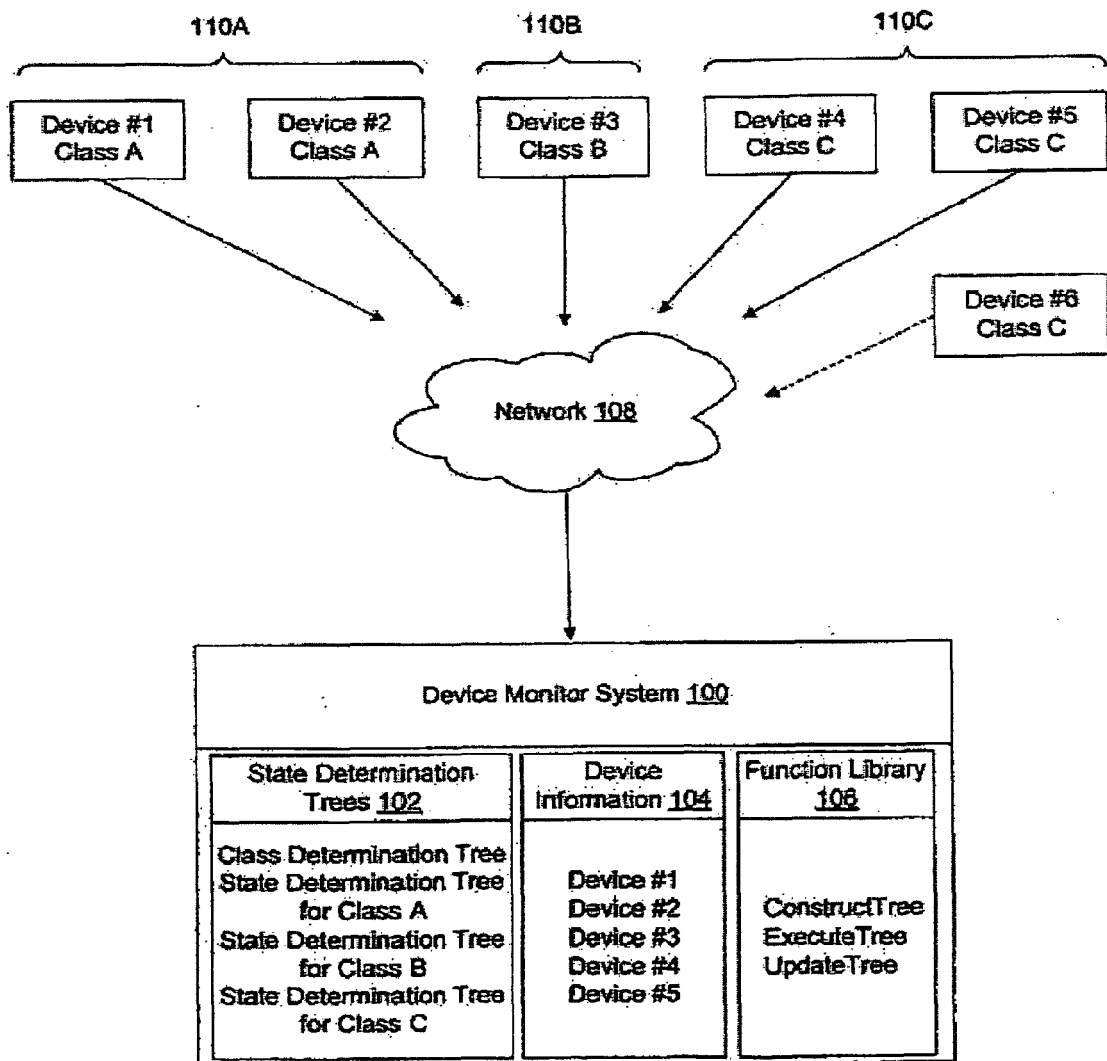 110A
110B
110C
Device #1
Class A
Device #2
Class A
Device #3
Class B
Device #4
Class C
Device #5
Class C
Device #6
Class C
Network 108
Device Monitor System 100
State Determination
Trees 102
Class Determination Tree
State Determination Tree
for Class A
State Determination Tree
for Class B
State Determination Tree
for Class C
Device
Information 104
Device #1
Device #2
Device #3
Device #4
Device #5
Function Library
106
ConstructTree
ExecuteTree
UpdateTree